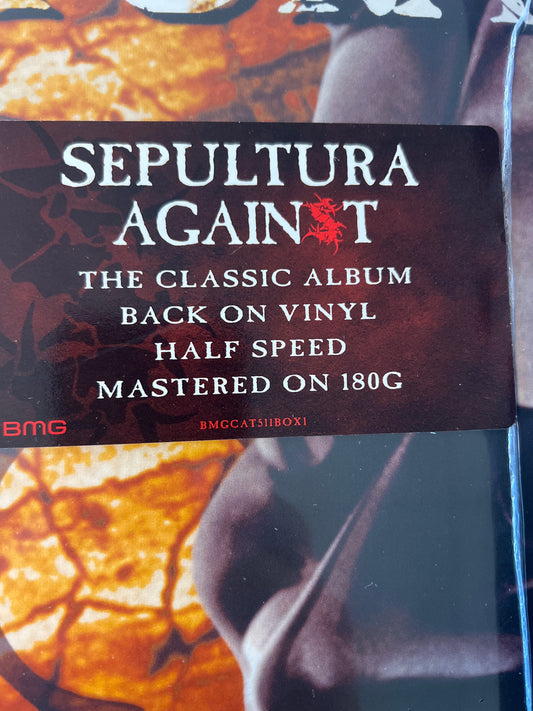 SEPULTURA
AGAINST
THE CLASSIC ALBUM
BACK ON VINYL
HALF SPEED
MASTERED ON 180G
BMG
BMGCAT511BOX1